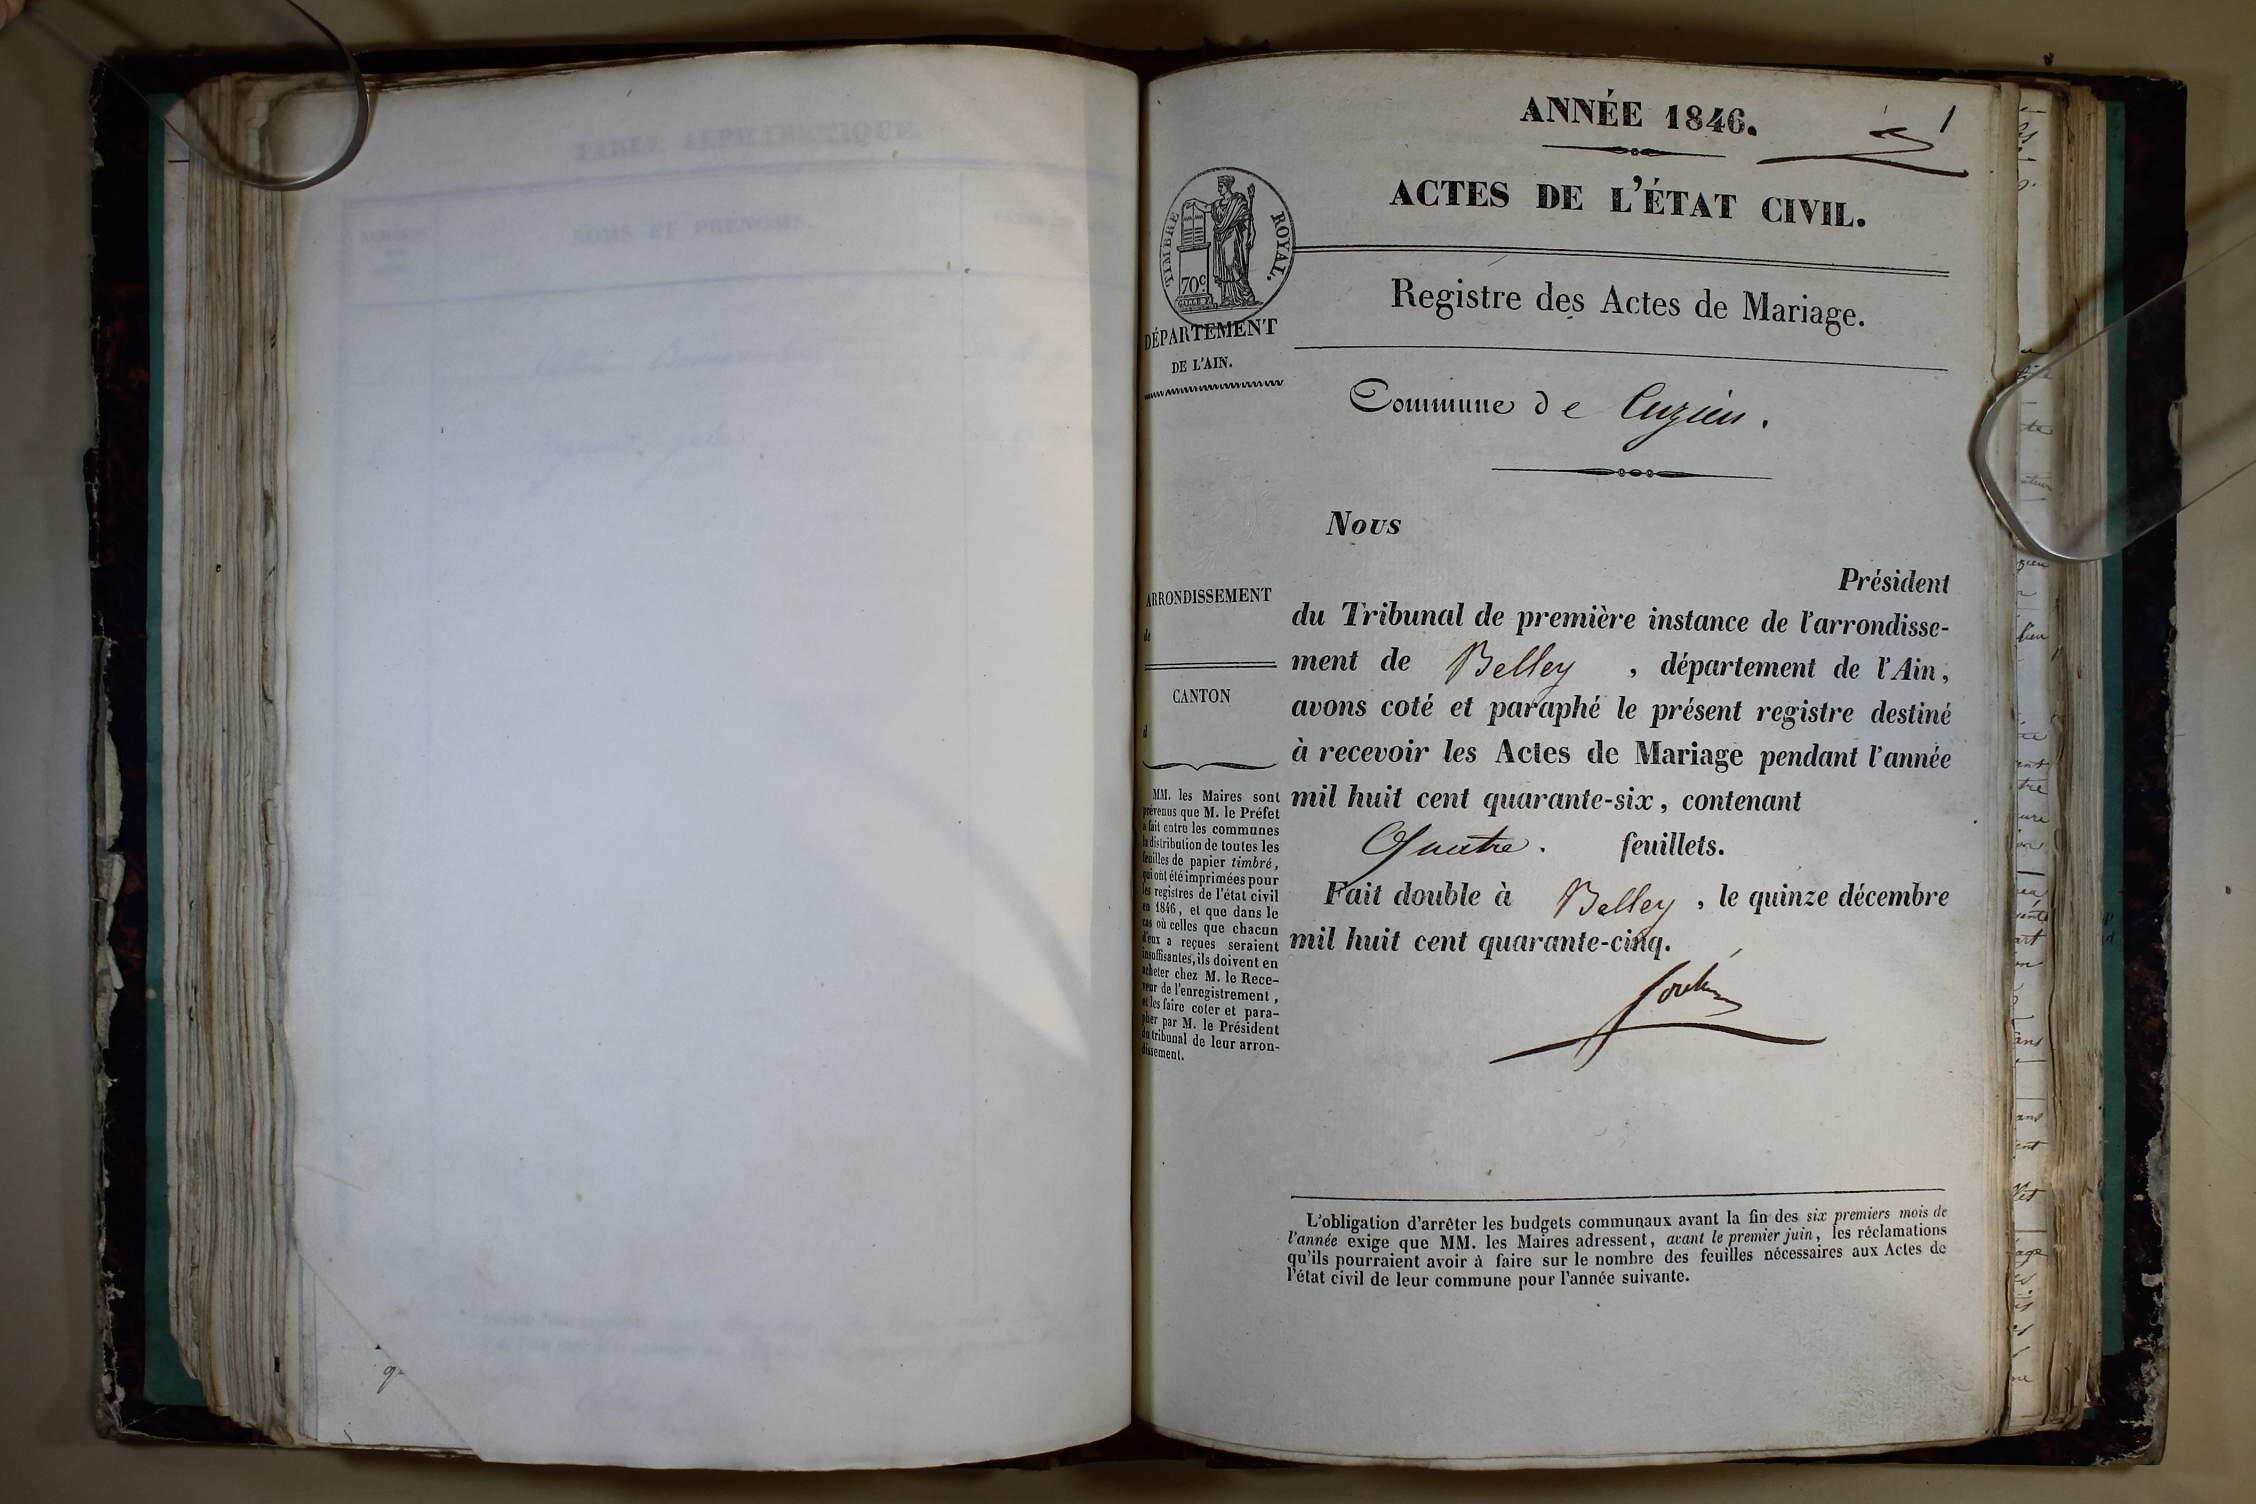 TABLE ALPHABÉTIQUE.
NOMS ET PRÉNOMS.
ANNÉE 1846.
1
ACTES DE L'ÉTAT CIVIL.
TIMBRE ROYAL.
70c
Registre des Actes de Mariage.
DÉPARTEMENT
DE L'AIN.
Commune de Cuzieu.
Nous
Président
du Tribunal de première instance de l'arrondisse-
ment de Belley, département de l'Ain,
avons coté et paraphé le présent registre destiné
à recevoir les Actes de Mariage pendant l'année
mil huit cent quarante-six, contenant
Quatre. feuillets.
Fait double à Belley, le quinze décembre
mil huit cent quarante-cinq.
ARRONDISSEMENT
de
CANTON
d
MM. les Maires sont
prévenus que M. le Préfet
a fait entre les communes
la distribution de toutes les
feuilles de papier timbré,
qui ont été imprimées pour
les registres de l'état civil
en 1846, et que dans le
cas où celles que chacun
d'eux a reçues seraient
insuffisantes, ils doivent en
acheter chez M. le Rece-
veur de l'enregistrement,
et les faire coter et para-
pher par M. le Président
du tribunal de leur arron-
dissement.
L'obligation d'arrêter les budgets communaux avant la fin des six premiers mois de
l'année exige que MM. les Maires adressent, avant le premier juin, les réclamations
qu'ils pourraient avoir à faire sur le nombre des feuilles nécessaires aux Actes de
l'état civil de leur commune pour l'année suivante.